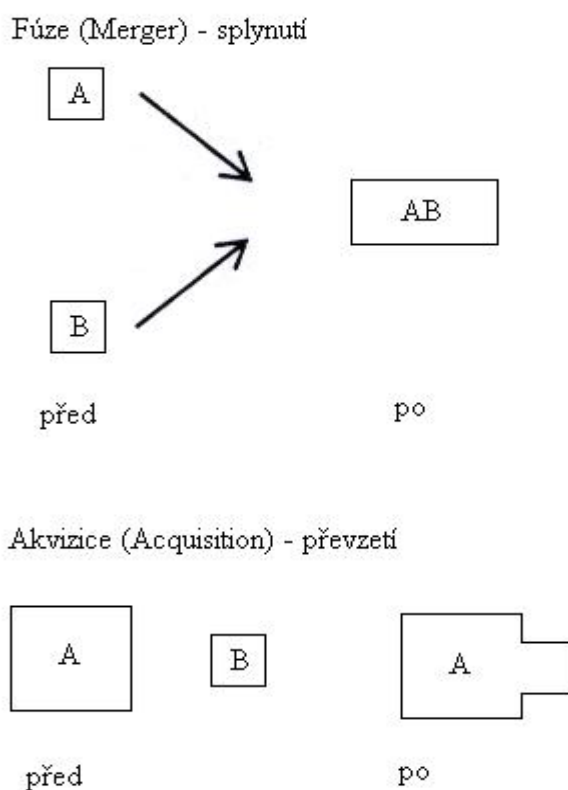 Fúze (Merger) - splynutí
A
AB
B
před po
Akvizice (Acquisition) - převzetí
A B A
před po